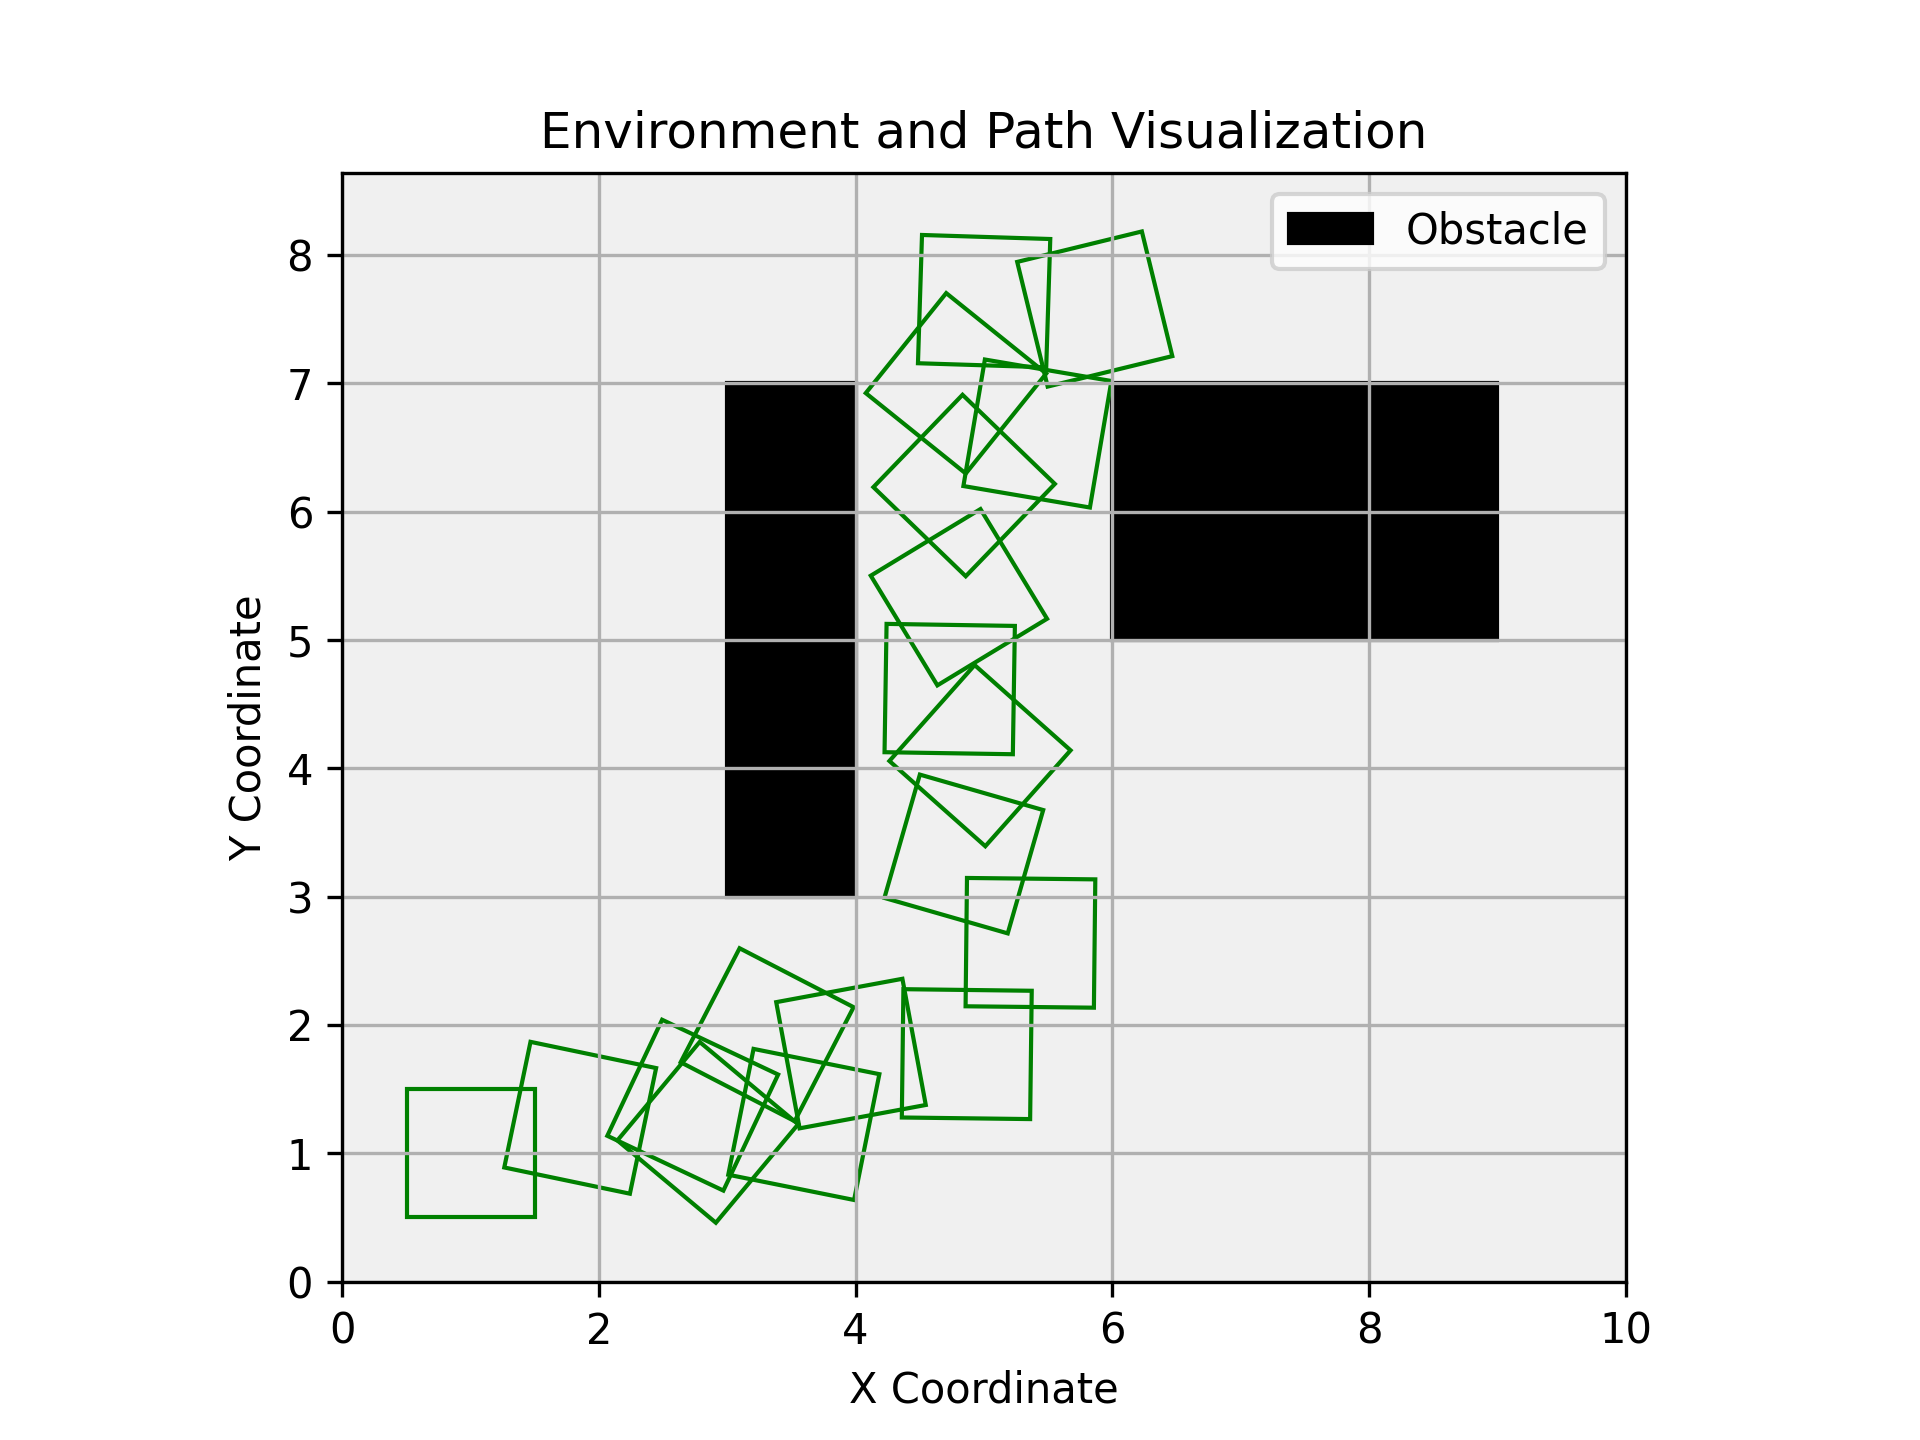 Environment and Path Visualization
Obstacle
8
7
6
5
4
3
2
1
0
Y Coordinate
0 2 4 6 8 10
X Coordinate